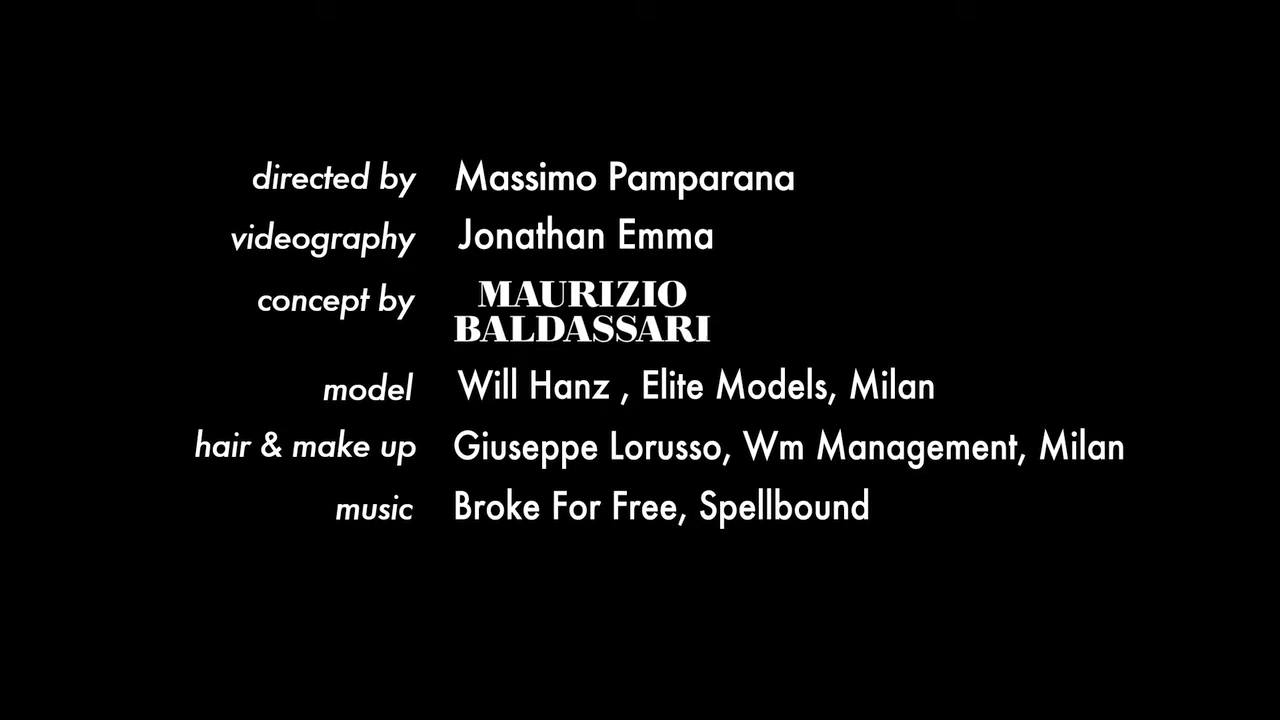 directed by Massimo Pamparana
videography Jonathan Emma
concept by MAURIZIO
BALDASSARI
model Will Hanz , Elite Models, Milan
hair & make up Giuseppe Lorusso, Wm Management, Milan
music Broke For Free, Spellbound